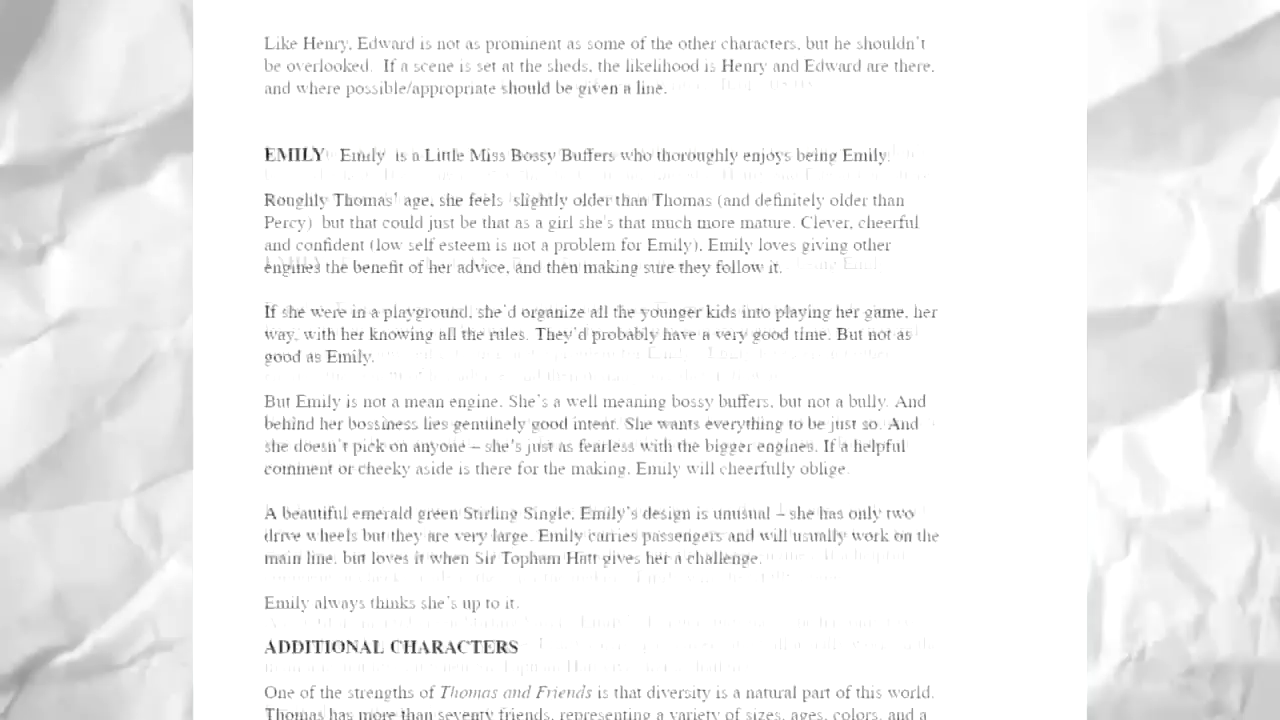 Like Henry, Edward is not as prominent as some of the other characters, but he shouldn't
be overlooked.  If a scene is set at the sheds, the likelihood is Henry and Edward are there,
and where possible/appropriate should be given a line.
EMILY  Emily  is a Little Miss Bossy Buffers who thoroughly enjoys being Emily.
Roughly Thomas' age, she feels  slightly older than Thomas (and definitely older than
Percy)  but that could just be that as a girl she's that much more mature. Clever, cheerful
and confident (low self esteem is not a problem for Emily), Emily loves giving other
engines the benefit of her advice, and then making sure they follow it.
If she were in a playground, she'd organize all the younger kids into playing her game, her
way, with her knowing all the rules. They'd probably have a very good time. But not as
good as Emily.
But Emily is not a mean engine. She's a well meaning bossy buffers, but not a bully. And
behind her bossiness lies genuinely good intent. She wants everything to be just so. And
she doesn't pick on anyone – she's just as fearless with the bigger engines. If a helpful
comment or cheeky aside is there for the making, Emily will cheerfully oblige.
A beautiful emerald green Stirling Single, Emily's design is unusual – she has only two
drive wheels but they are very large. Emily carries passengers and will usually work on the
main line, but loves it when Sir Topham Hatt gives her a challenge.
Emily always thinks she's up to it.
ADDITIONAL CHARACTERS
One of the strengths of Thomas and Friends is that diversity is a natural part of this world.
Thomas has more than seventy friends, representing a variety of sizes, ages, colors, and a